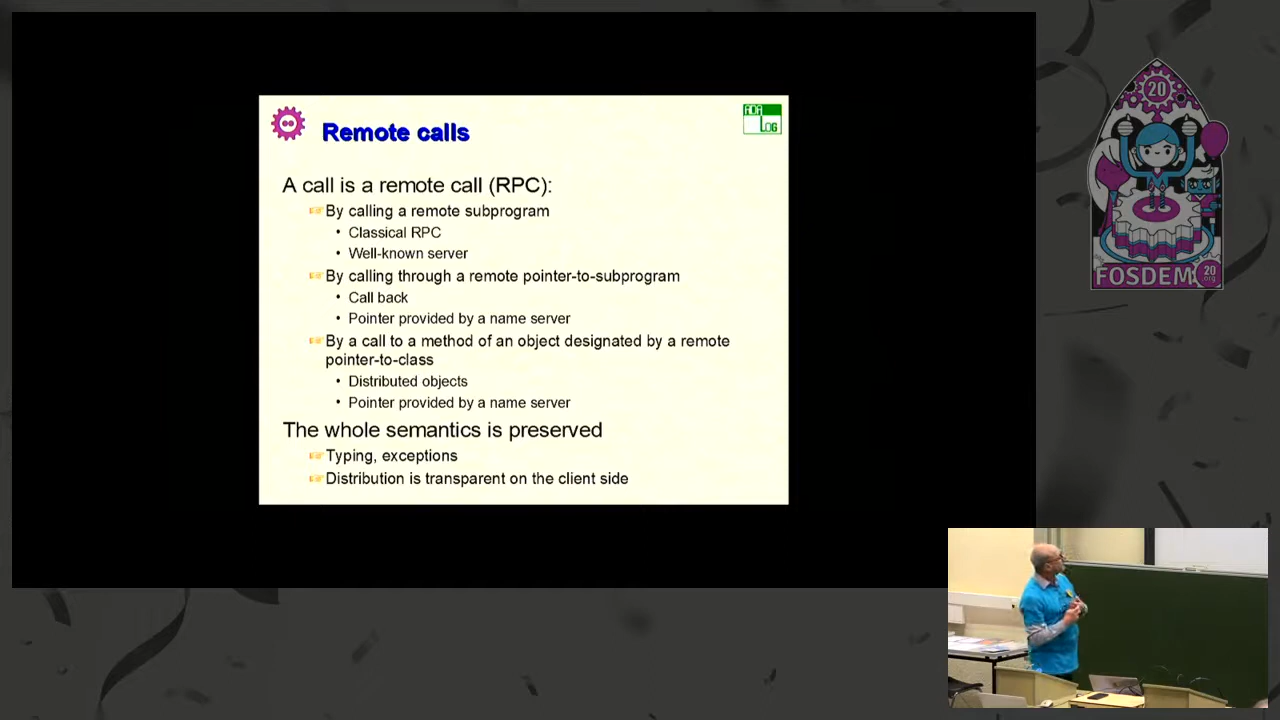 ADA
LOG
Remote calls
A call is a remote call (RPC):
By calling a remote subprogram
• Classical RPC
• Well-known server
By calling through a remote pointer-to-subprogram
• Call back
• Pointer provided by a name server
By a call to a method of an object designated by a remote
pointer-to-class
• Distributed objects
• Pointer provided by a name server
The whole semantics is preserved
Typing, exceptions
Distribution is transparent on the client side
20
FOSDEM
20
.org